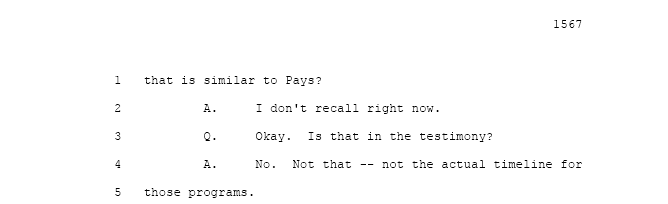 1567
1 that is similar to Pays?
2 A. I don't recall right now.
3 Q. Okay. Is that in the testimony?
4 A. No. Not that -- not the actual timeline for
5 those programs.